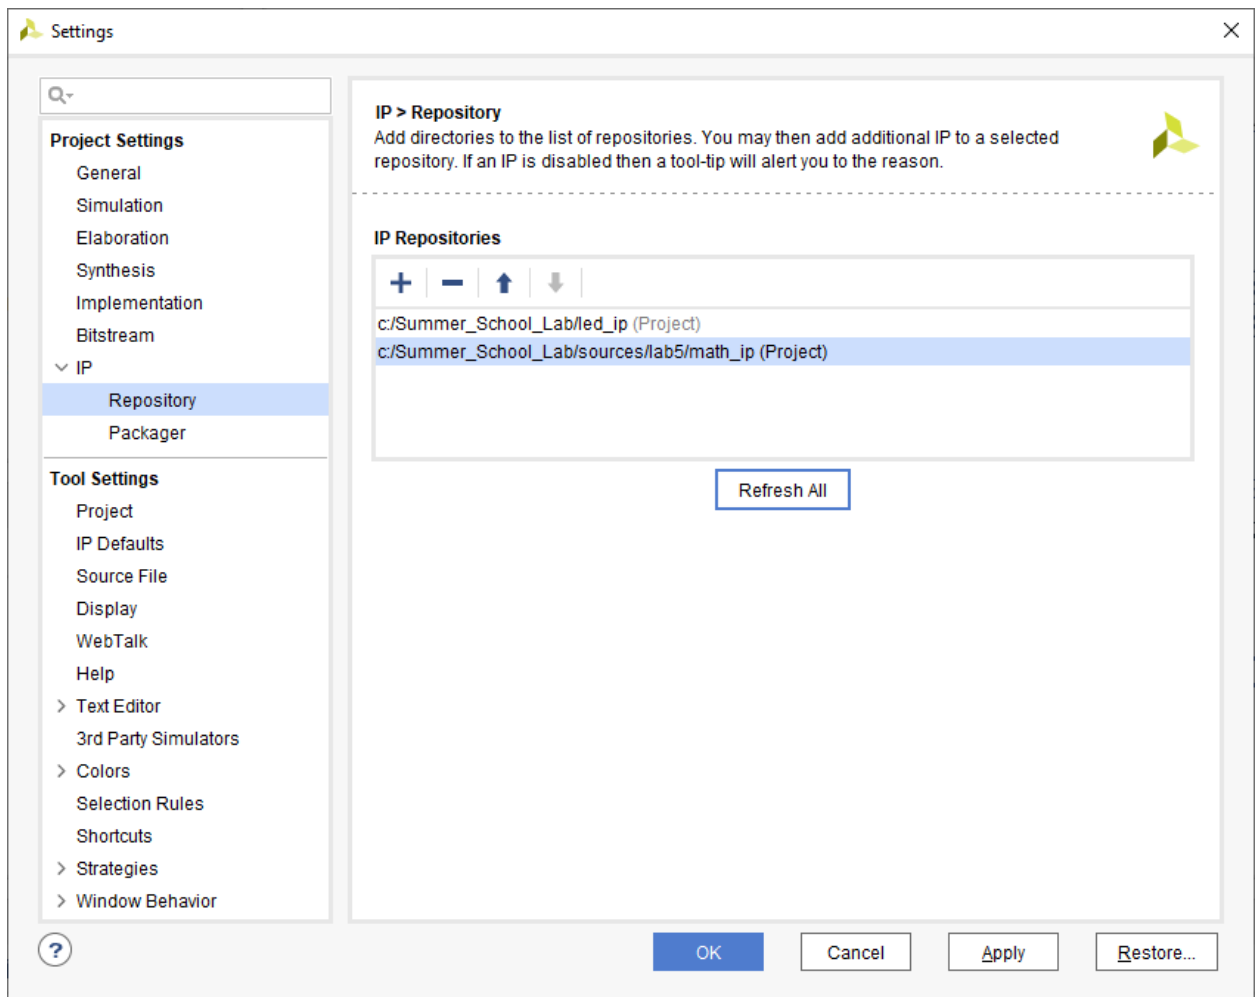 Settings
Project Settings
General
Simulation
Elaboration
Synthesis
Implementation
Bitstream
IP
Repository
Packager
Tool Settings
Project
IP Defaults
Source File
Display
WebTalk
Help
Text Editor
3rd Party Simulators
Colors
Selection Rules
Shortcuts
Strategies
Window Behavior
IP > Repository
Add directories to the list of repositories. You may then add additional IP to a selected
repository. If an IP is disabled then a tool-tip will alert you to the reason.
IP Repositories
c:/Summer_School_Lab/led_ip (Project)
c:/Summer_School_Lab/sources/lab5/math_ip (Project)
Refresh All
?
OK
Cancel
Apply
Restore...